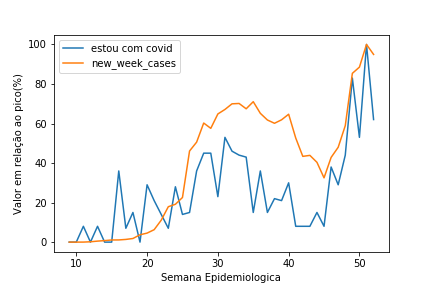 estou com covid
new_week_cases
Valor em relação ao pico(%)
100
80
60
40
20
0
10
20
30
40
50
Semana Epidemiologica